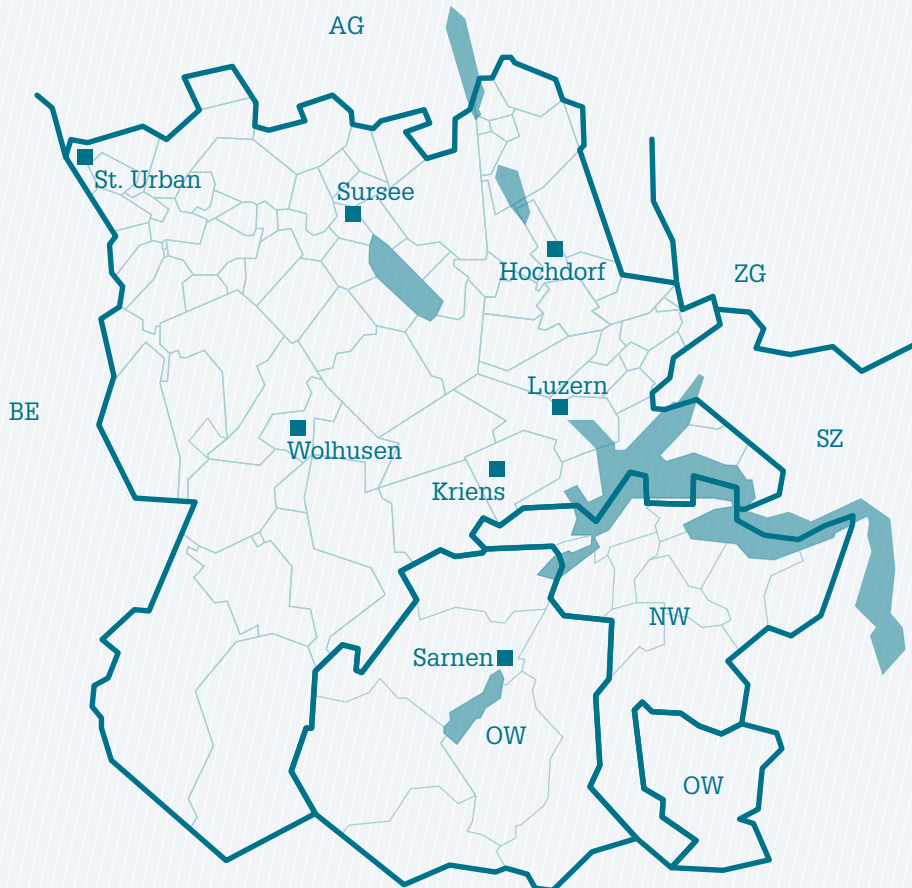 AG
St. Urban
Sursee
Hochdorf
ZG
Luzern
BE
SZ
Wolhusen
Kriens
NW
Sarnen
OW
OW